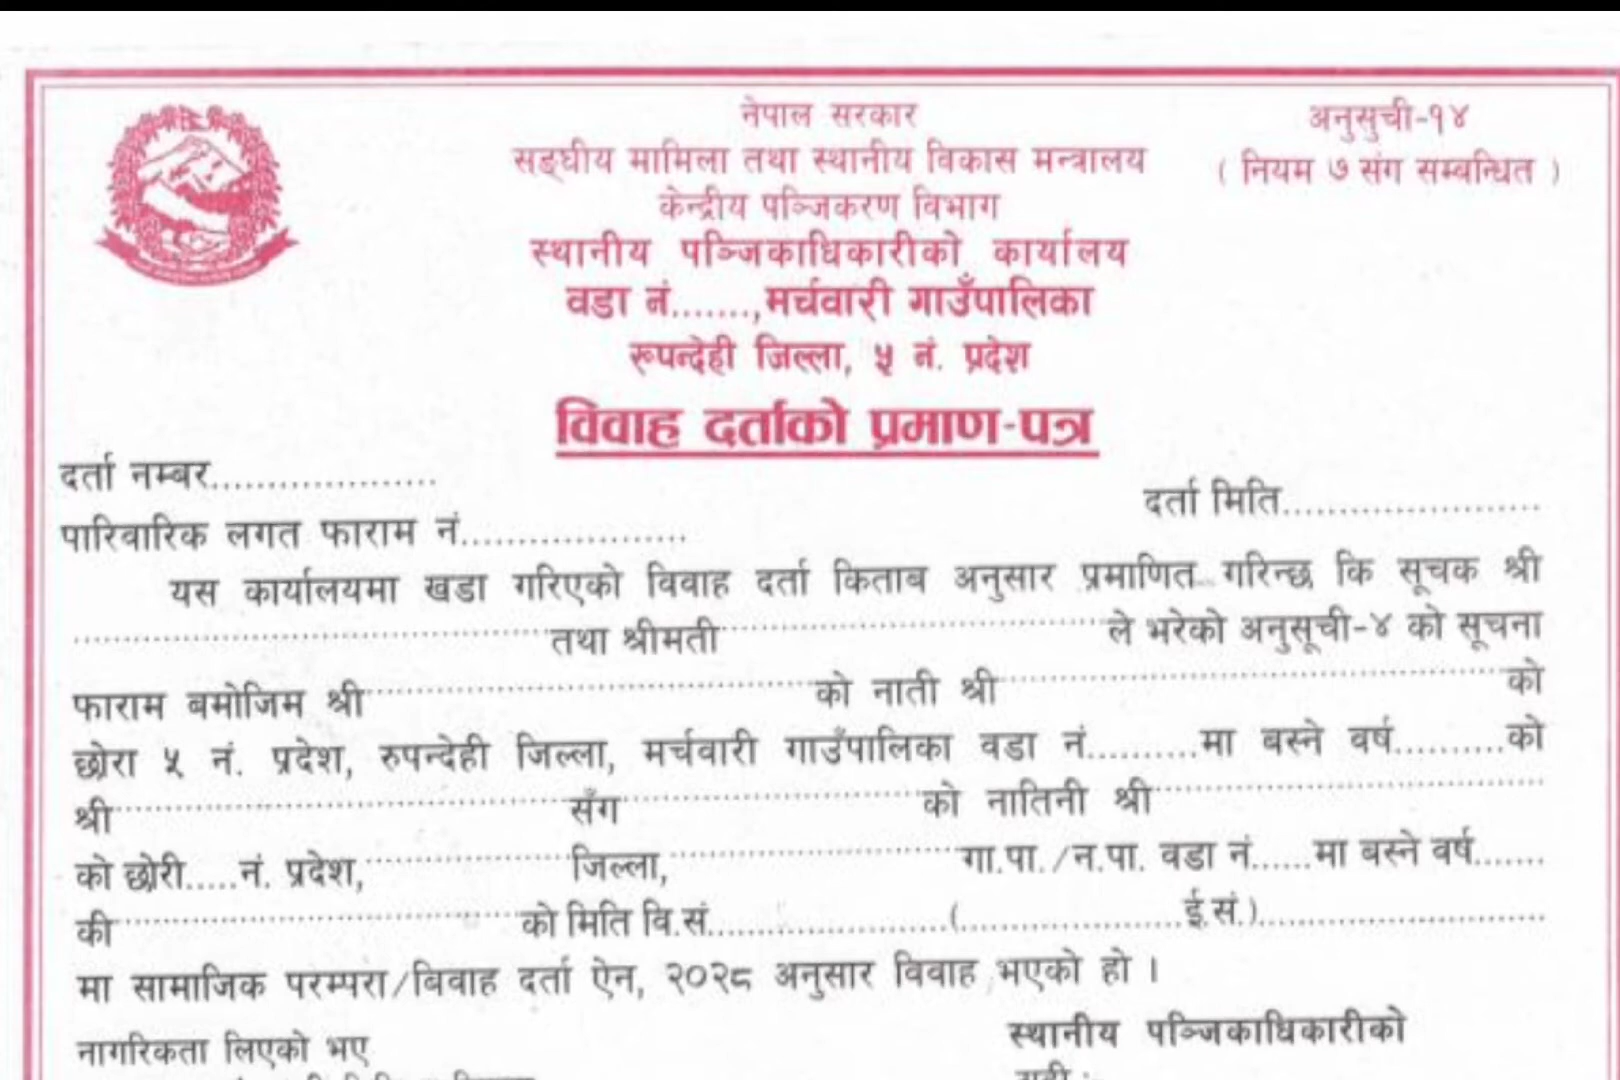 नेपाल सरकार
अनुसुची-१४
सङ्घीय मामिला तथा स्थानीय विकास मन्त्रालय
( नियम ७ संग सम्बन्धित )
केन्द्रीय पञ्जिकरण विभाग
स्थानीय पञ्जिकाधिकारीको कार्यालय
वडा नं.......,मर्चवारी गाउँपालिका
रूपन्देही जिल्ला, ५ नं. प्रदेश
विवाह दर्ताको प्रमाण-पत्र
दर्ता नम्बर....................
दर्ता मिति.......................
पारिवारिक लगत फाराम नं....................
यस कार्यालयमा खडा गरिएको विवाह दर्ता किताब अनुसार प्रमाणित गरिन्छ कि सूचक श्री
........................................तथा श्रीमती..................................ले भरेको अनुसूची-४ को सूचना
फाराम बमोजिम श्री........................................को नाती श्री..............................................को
छोरा ५ नं. प्रदेश, रुपन्देही जिल्ला, मर्चवारी गाउँपालिका वडा नं..........मा बस्ने वर्ष..........को
श्री........................................सँग..........................को नातिनी श्री...................................
को छोरी.....नं. प्रदेश,..................जिल्ला,..........................गा.पा./न.पा. वडा नं......मा बस्ने वर्ष.......
की...................................को मिति वि.सं.....................(....................ई.सं.).........................
मा सामाजिक परम्परा/विवाह दर्ता ऐन, २०२८ अनुसार विवाह भएको हो ।
नागरिकता लिएको भए
स्थानीय पञ्जिकाधिकारीको